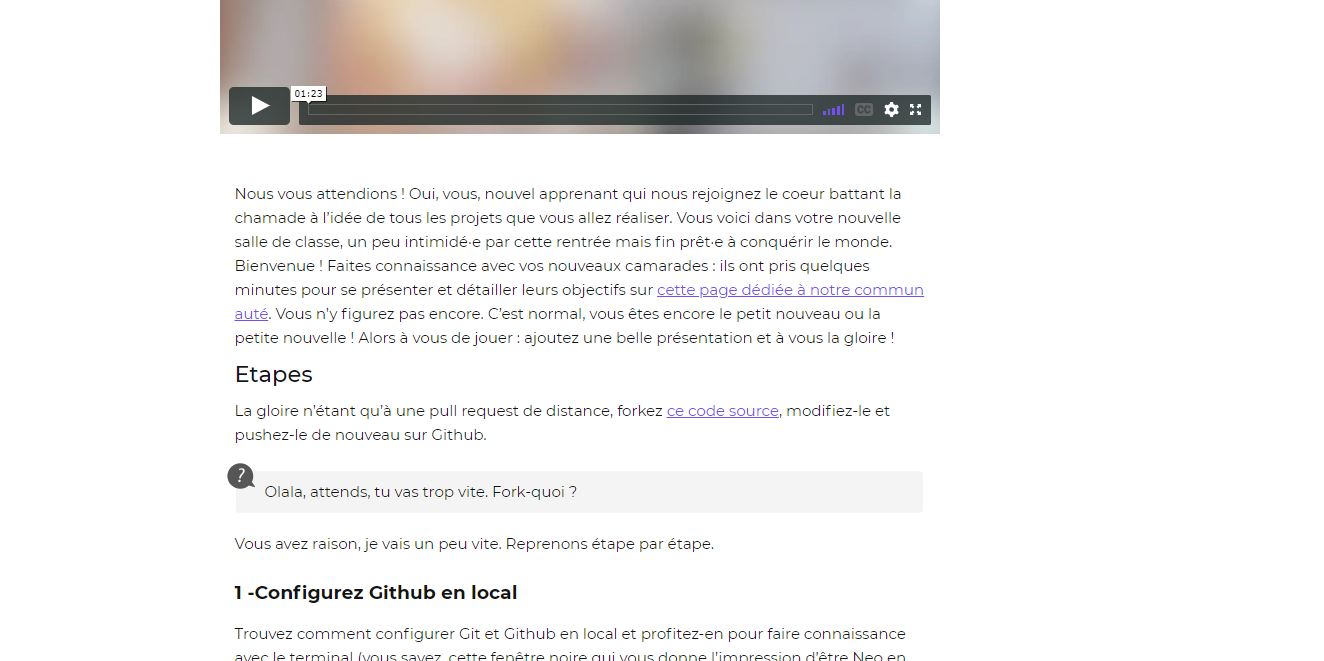 01:23
CC
Nous vous attendions ! Oui, vous, nouvel apprenant qui nous rejoignez le coeur battant la
chamade à l’idée de tous les projets que vous allez réaliser. Vous voici dans votre nouvelle
salle de classe, un peu intimidé·e par cette rentrée mais fin prêt·e à conquérir le monde.
Bienvenue ! Faites connaissance avec vos nouveaux camarades : ils ont pris quelques
minutes pour se présenter et détailler leurs objectifs sur cette page dédiée à notre commun
auté. Vous n’y figurez pas encore. C’est normal, vous êtes encore le petit nouveau ou la
petite nouvelle ! Alors à vous de jouer : ajoutez une belle présentation et à vous la gloire !
Etapes
La gloire n’étant qu’à une pull request de distance, forkez ce code source, modifiez-le et
pushez-le de nouveau sur Github.
?
Olala, attends, tu vas trop vite. Fork-quoi ?
Vous avez raison, je vais un peu vite. Reprenons étape par étape.
1 -Configurez Github en local
Trouvez comment configurer Git et Github en local et profitez-en pour faire connaissance
avec le terminal (vous savez, cette fenêtre noire qui vous donne l’impression d’être Neo en